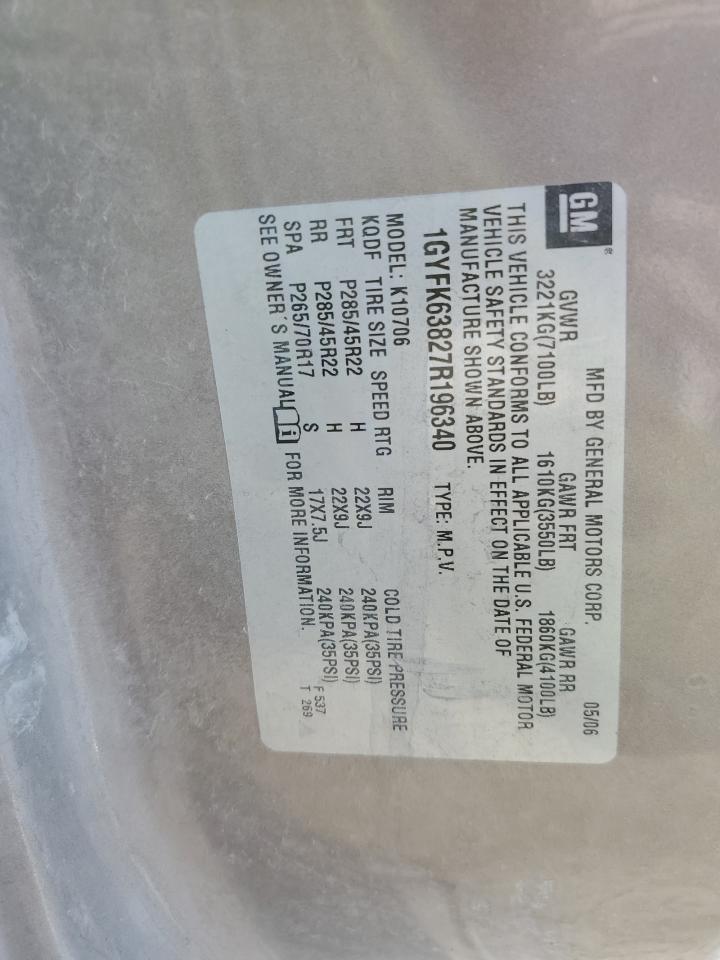 GM®
MFD BY GENERAL MOTORS CORP. 05/06
GVWR GAWR FRT GAWR RR
3221KG(7100LB) 1610KG(3550LB) 1860KG(4100LB)
THIS VEHICLE CONFORMS TO ALL APPLICABLE U.S. FEDERAL MOTOR
VEHICLE SAFETY STANDARDS IN EFFECT ON THE DATE OF
MANUFACTURE SHOWN ABOVE.
1GYFK63827R196340 TYPE: M.P.V.
MODEL: K10706
KQDF TIRE SIZE SPEED RTG RIM COLD TIRE PRESSURE
FRT P285/45R22 H 22X9J 240KPA(35PSI)
RR P285/45R22 H 22X9J 240KPA(35PSI)
SPA P265/70R17 S 17X7.5J 240KPA(35PSI)
SEE OWNER'S MANUAL i FOR MORE INFORMATION.
F 537
T 269